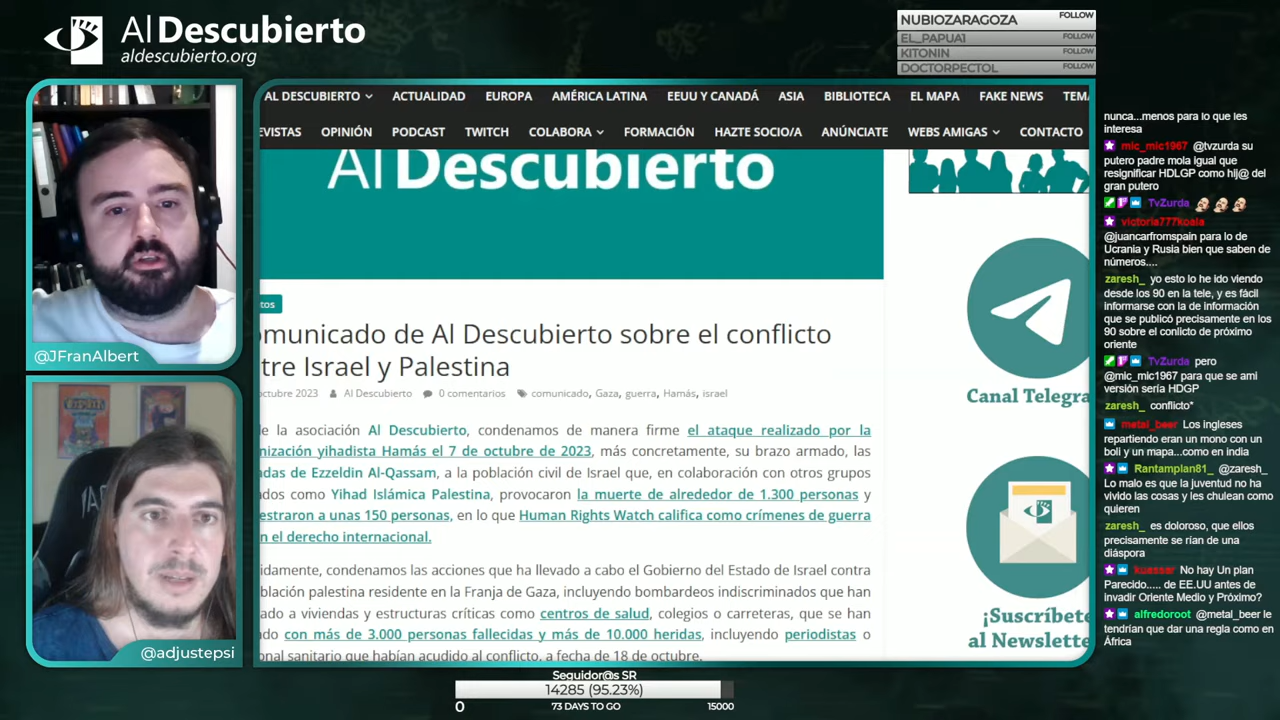 Al Descubierto
aldescubierto.org
NUBIOZARAGOZA FOLLOW
EL_PAPUA1 FOLLOW
KITONIN FOLLOW
DOCTORPECTOL FOLLOW
AL DESCUBIERTO ACTUALIDAD EUROPA AMÉRICA LATINA EEUU Y CANADÁ ASIA BIBLIOTECA EL MAPA FAKE NEWS TEMA
EVISTAS OPINIÓN PODCAST TWITCH COLABORA FORMACIÓN HAZTE SOCIO/A ANÚNCIATE WEBS AMIGAS CONTACTO
Al Descubierto
tos
omunicado de Al Descubierto sobre el conflicto
tre Israel y Palestina
octubre 2023 Al Descubierto 0 comentarios comunicado, Gaza, guerra, Hamás, israel
de la asociación Al Descubierto, condenamos de manera firme el ataque realizado por la
nización yihadista Hamás el 7 de octubre de 2023, más concretamente, su brazo armado, las
adas de Ezzeldin Al-Qassam, a la población civil de Israel que, en colaboración con otros grupos
ados como Yihad Islámica Palestina, provocaron la muerte de alrededor de 1.300 personas y
estraron a unas 150 personas, en lo que Human Rights Watch califica como crímenes de guerra
n el derecho internacional.
idamente, condenamos las acciones que ha llevado a cabo el Gobierno del Estado de Israel contra
oblación palestina residente en la Franja de Gaza, incluyendo bombardeos indiscriminados que han
tado a viviendas y estructuras críticas como centros de salud, colegios o carreteras, que se han
dado con más de 3.000 personas fallecidas y más de 10.000 heridas, incluyendo periodistas o
onal sanitario que habían acudido al conflicto, a fecha de 18 de octubre.
Canal Telegra
¡Suscríbete
al Newslette
@JFranAlbert
@adjustepsi
nunca...menos para lo que les
interesa
mic_mic1967 @tvzurda su
putero padre mola Igual que
resignificar HDLGP como hij@ del
gran putero
TvZurda
victoria777koala
@juancarfromspain para lo de
Ucrania y Rusia bien que saben de
números....
zaresh_ yo esto lo he ido viendo
desde los 90 en la tele, y es fácil
informarse con la de información
que se publicó precisamente en los
90 sobre el conlicto de próximo
oriente
TvZurda pero
@mic_mic1967 para que se ami
versión sería HDGP
zaresh_ conflicto*
metal_beer Los ingleses
repartiendo eran un mono con un
boli y un mapa...como en india
Rantamplan81_ @zaresh_
Lo malo es que la juventud no ha
vivido las cosas y les chulean como
quieren
zaresh_ es doloroso, que ellos
precisamente se rían de una
diáspora
kuassar No hay Un plan
Parecido..... de EE.UU antes de
invadir Oriente Medio y Próximo?
alfredoroot @metal_beer le
tendrían que dar una regla como en
África
Seguidor@s SR
14285 (95.23%)
0 73 DAYS TO GO 15000